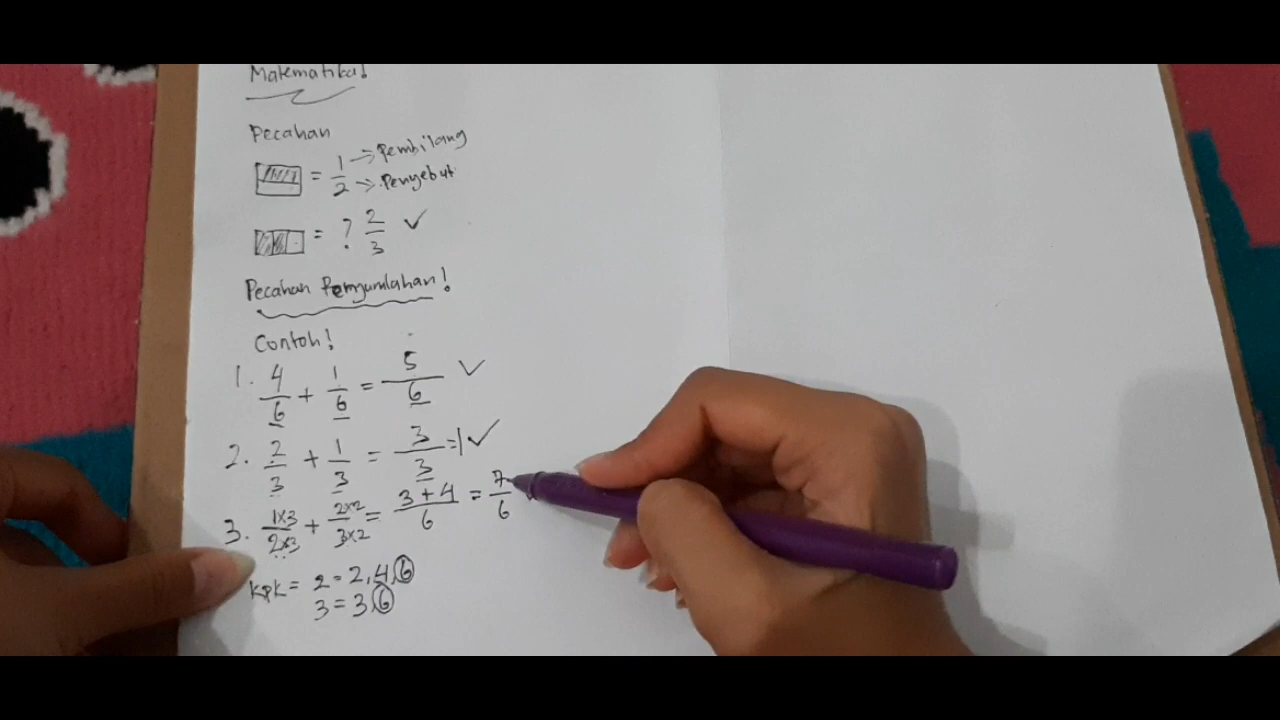 Matematika!
Pecahan
= 1/2 → Pembilang
→ Penyebut
= ? 2/3 ✓
Pecahan Penjumlahan!
Contoh!
1. 4/6 + 1/6 = 5/6 ✓
2. 2/3 + 1/3 = 3/3 = 1 ✓
3. 1x3/2x3 + 2x2/3x2 = 3+4/6 = 7/6
KPK = 2 = 2, 4, 6
3 = 3, 6